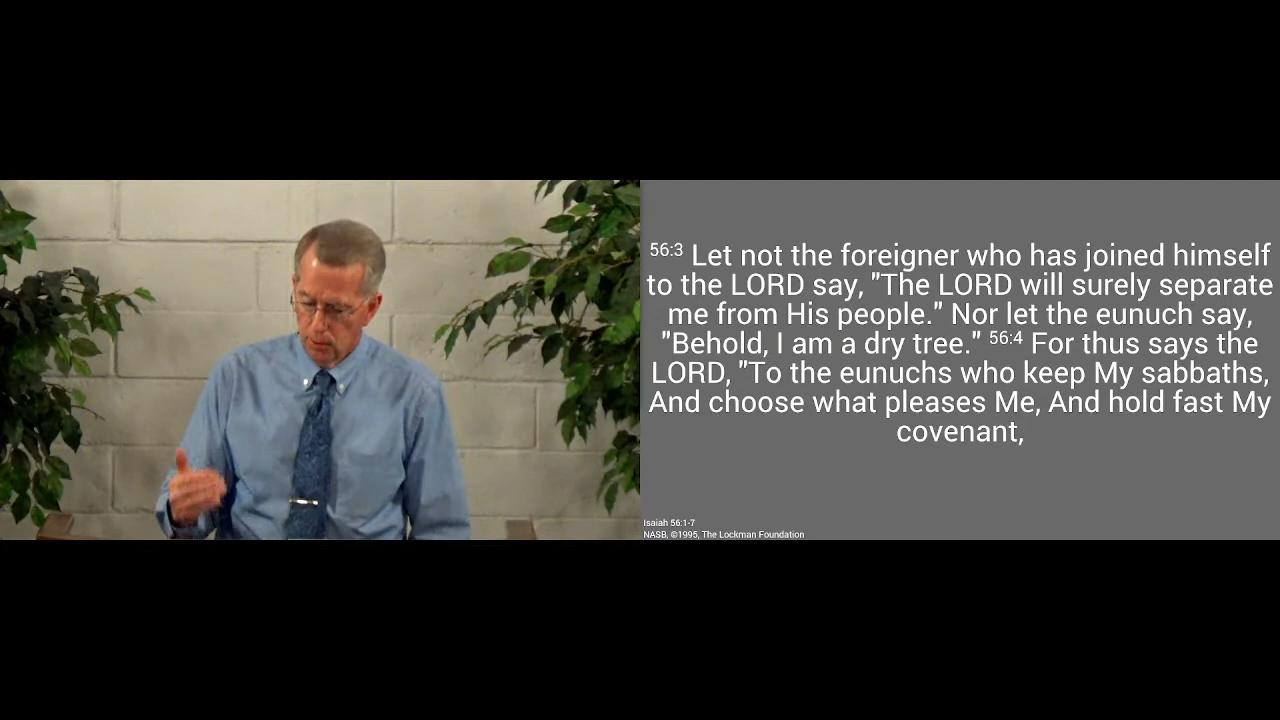 56:3 Let not the foreigner who has joined himself
to the LORD say, "The LORD will surely separate
me from His people." Nor let the eunuch say,
"Behold, I am a dry tree." 56:4 For thus says the
LORD, "To the eunuchs who keep My sabbaths,
And choose what pleases Me, And hold fast My
covenant,
Isaiah 56:1-7
NASB, ©1995, The Lockman Foundation